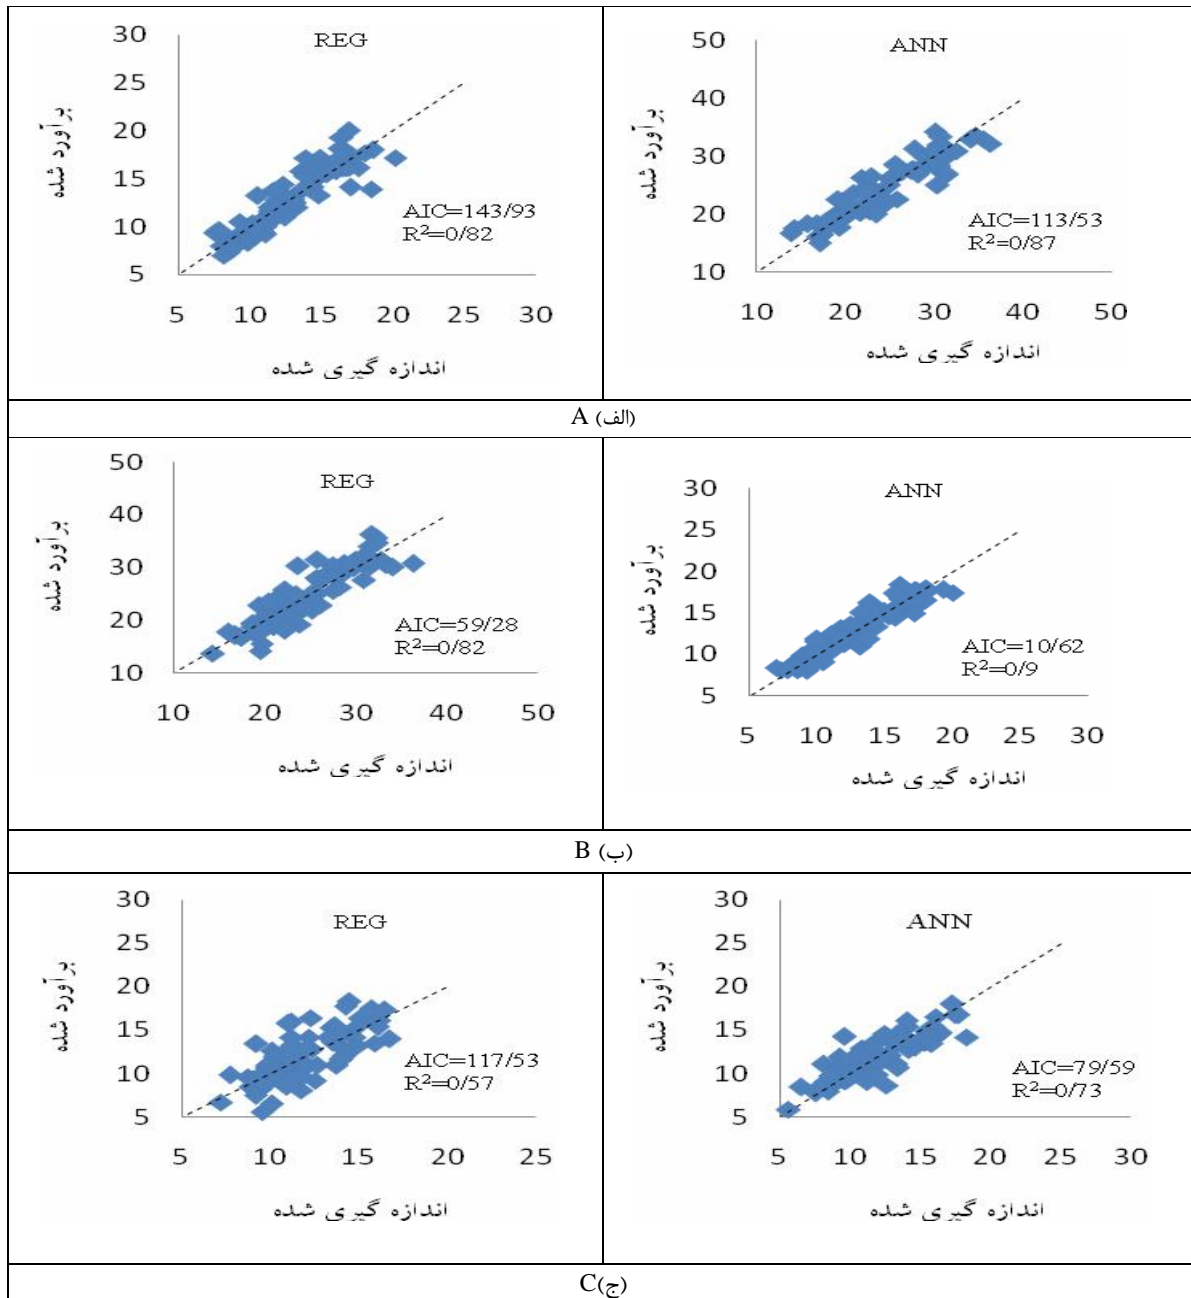 REG
30
25
20
15
10
5
برآورد شده
AIC=143/93
R²=0/82
5 10 15 20 25 30
اندازه گیری شده
ANN
50
40
30
20
10
برآورد شده
AIC=113/53
R²=0/87
10 20 30 40 50
اندازه گیری شده
A (الف)
REG
50
40
30
20
10
برآورد شده
AIC=59/28
R²=0/82
10 20 30 40 50
اندازه گیری شده
ANN
30
25
20
15
10
5
برآورد شده
AIC=10/62
R²=0/9
5 10 15 20 25 30
اندازه گیری شده
B (ب)
REG
30
25
20
15
10
5
برآورد شده
AIC=117/53
R²=0/57
5 10 15 20 25
اندازه گیری شده
ANN
30
25
20
15
10
5
برآورد شده
AIC=79/59
R²=0/73
5 10 15 20 25 30
اندازه گیری شده
C(ج)